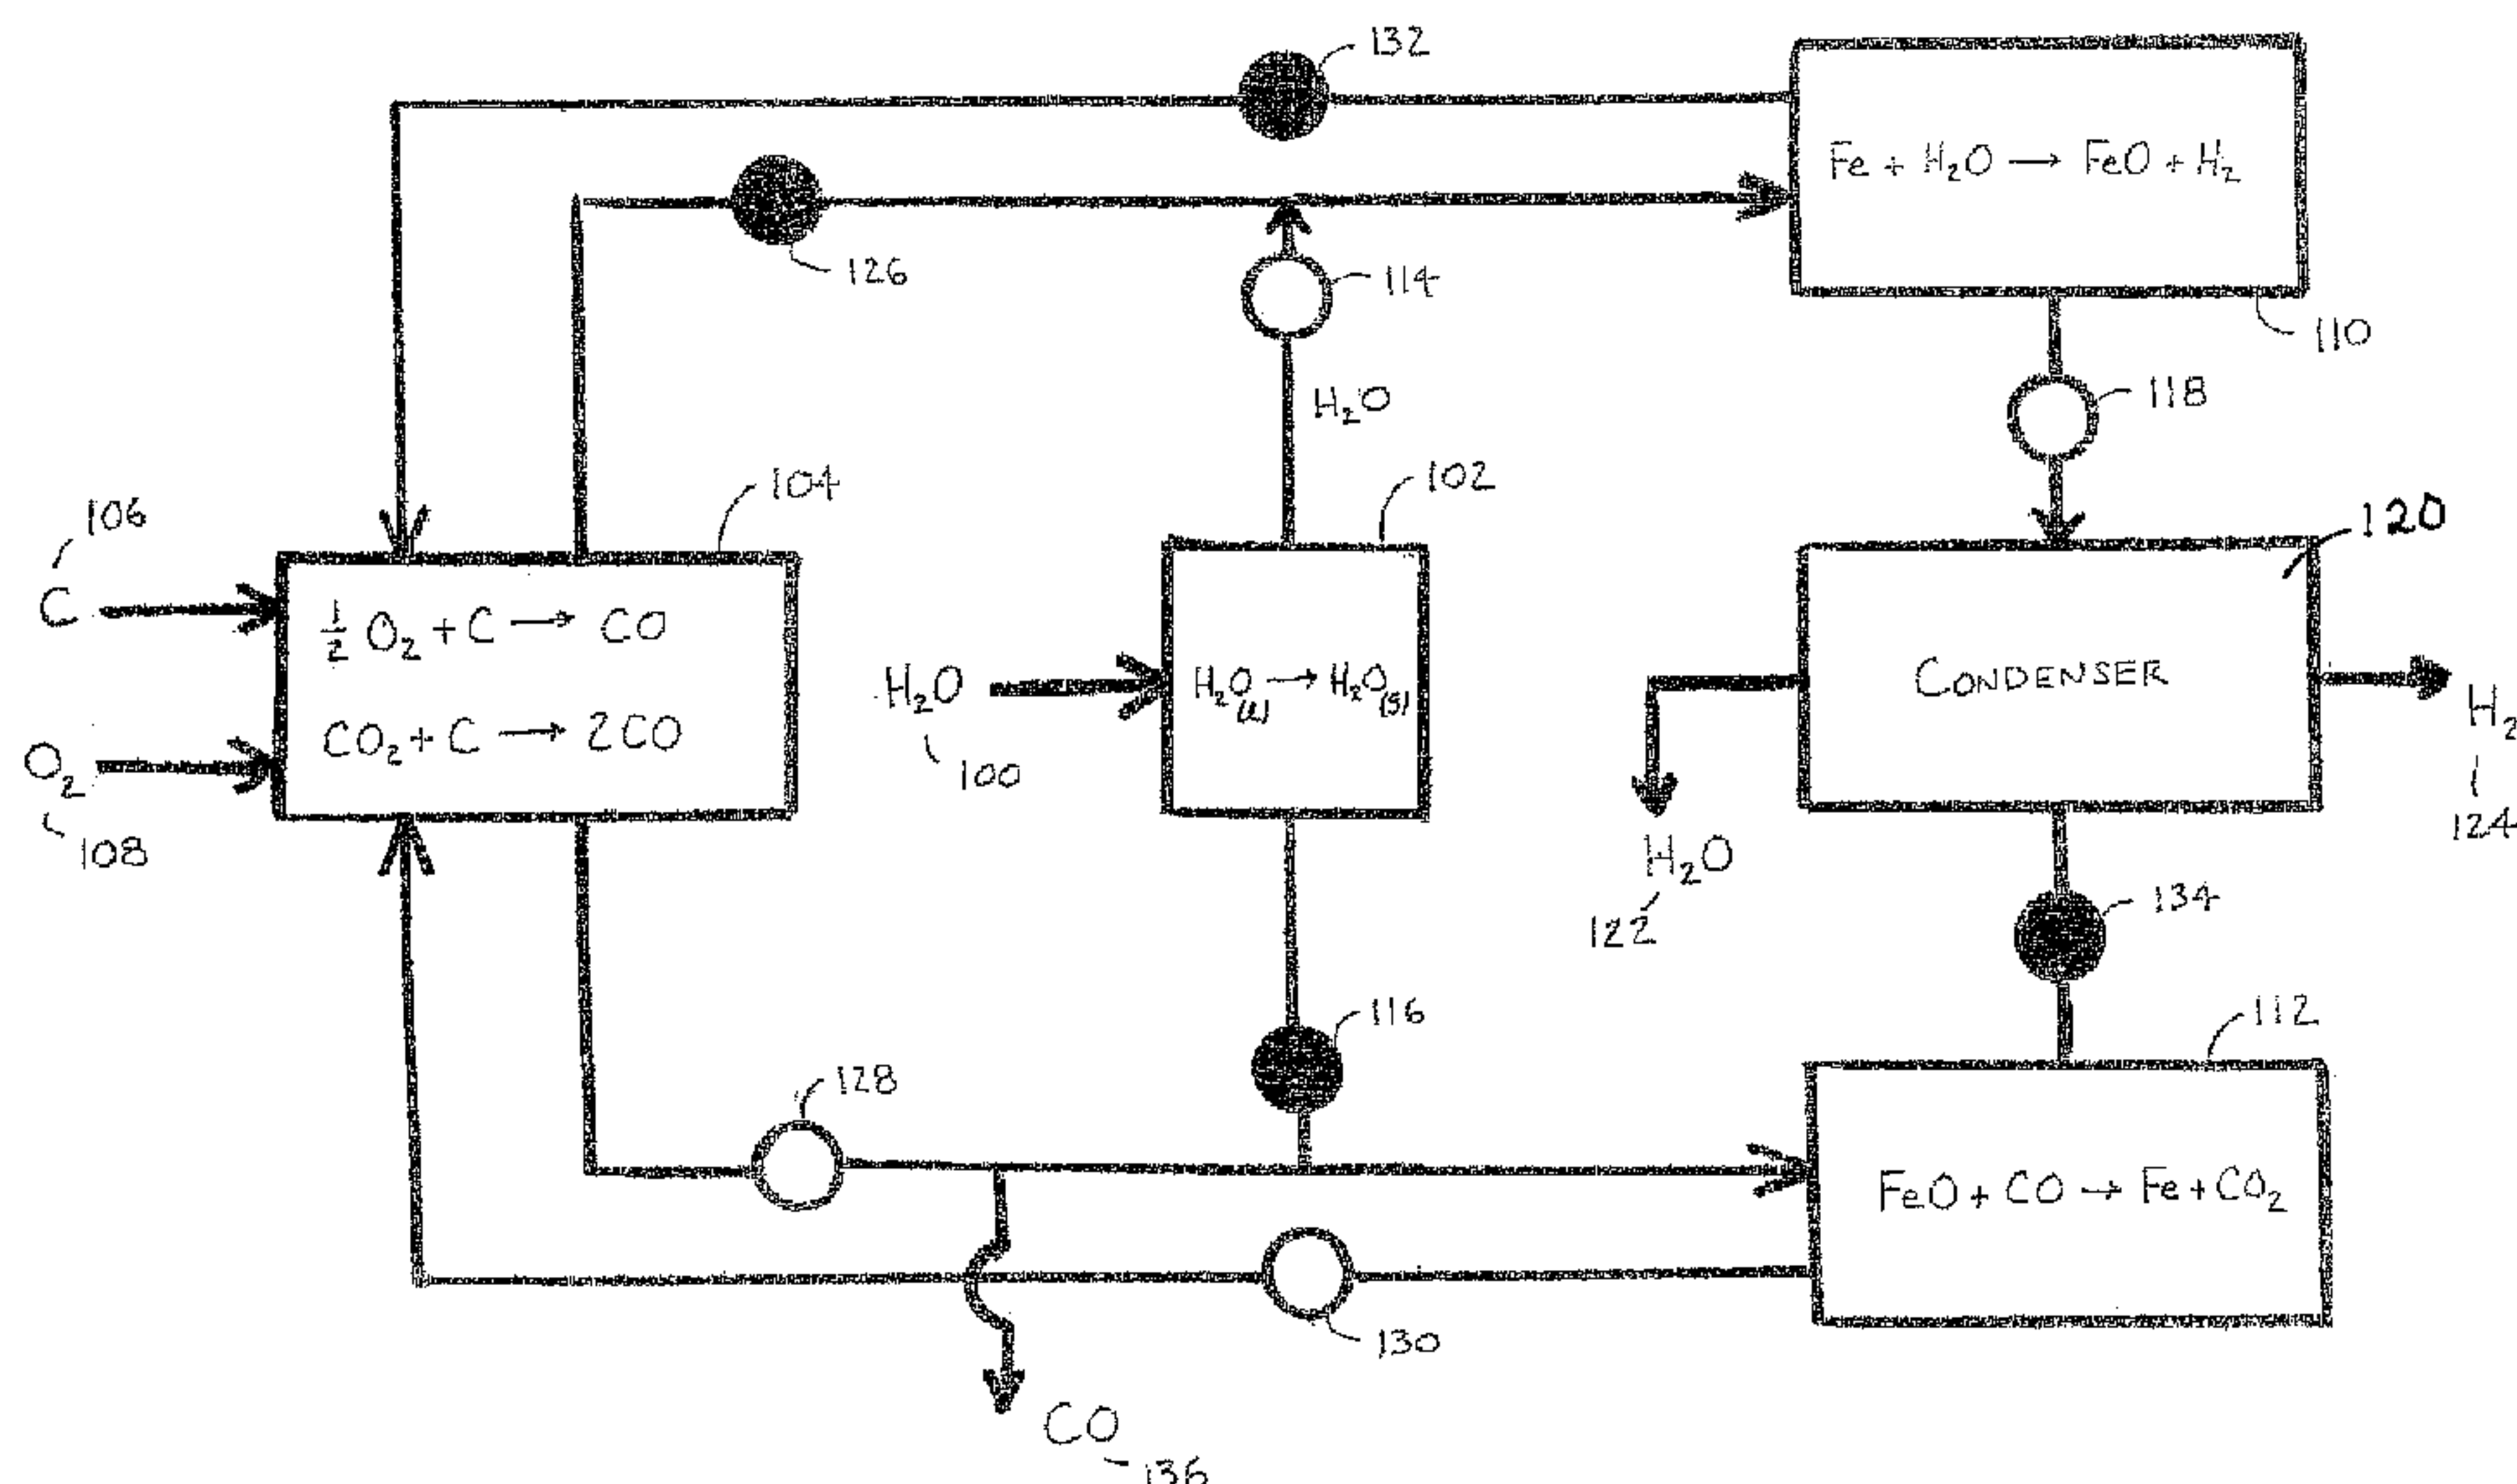 132
Fe + H₂O → FeO + H₂
126
114
110
H₂O
118
104
102
120
106
C
½ O₂ + C → CO
CO₂ + C → 2CO
O₂
108
H₂O
100
H₂O(l) → H₂O(g)
CONDENSER
H₂
124
H₂O
122
134
116
112
128
FeO + CO → Fe + CO₂
130
CO
136